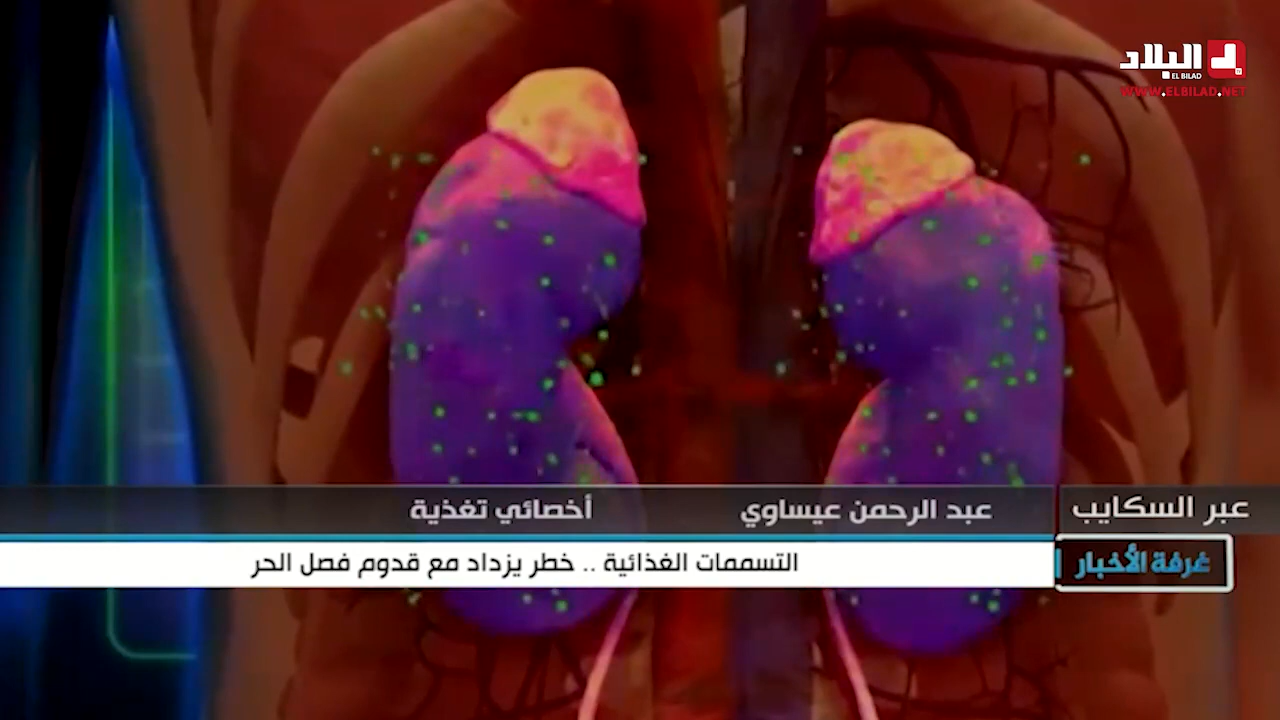 البلاد
EL BILAD
WWW.ELBILAD.NET
عبر السكايب عبد الرحمن عيساوي أخصائي تغذية
غرفة الأخبار التسممات الغذائية .. خطر يزداد مع قدوم فصل الحر